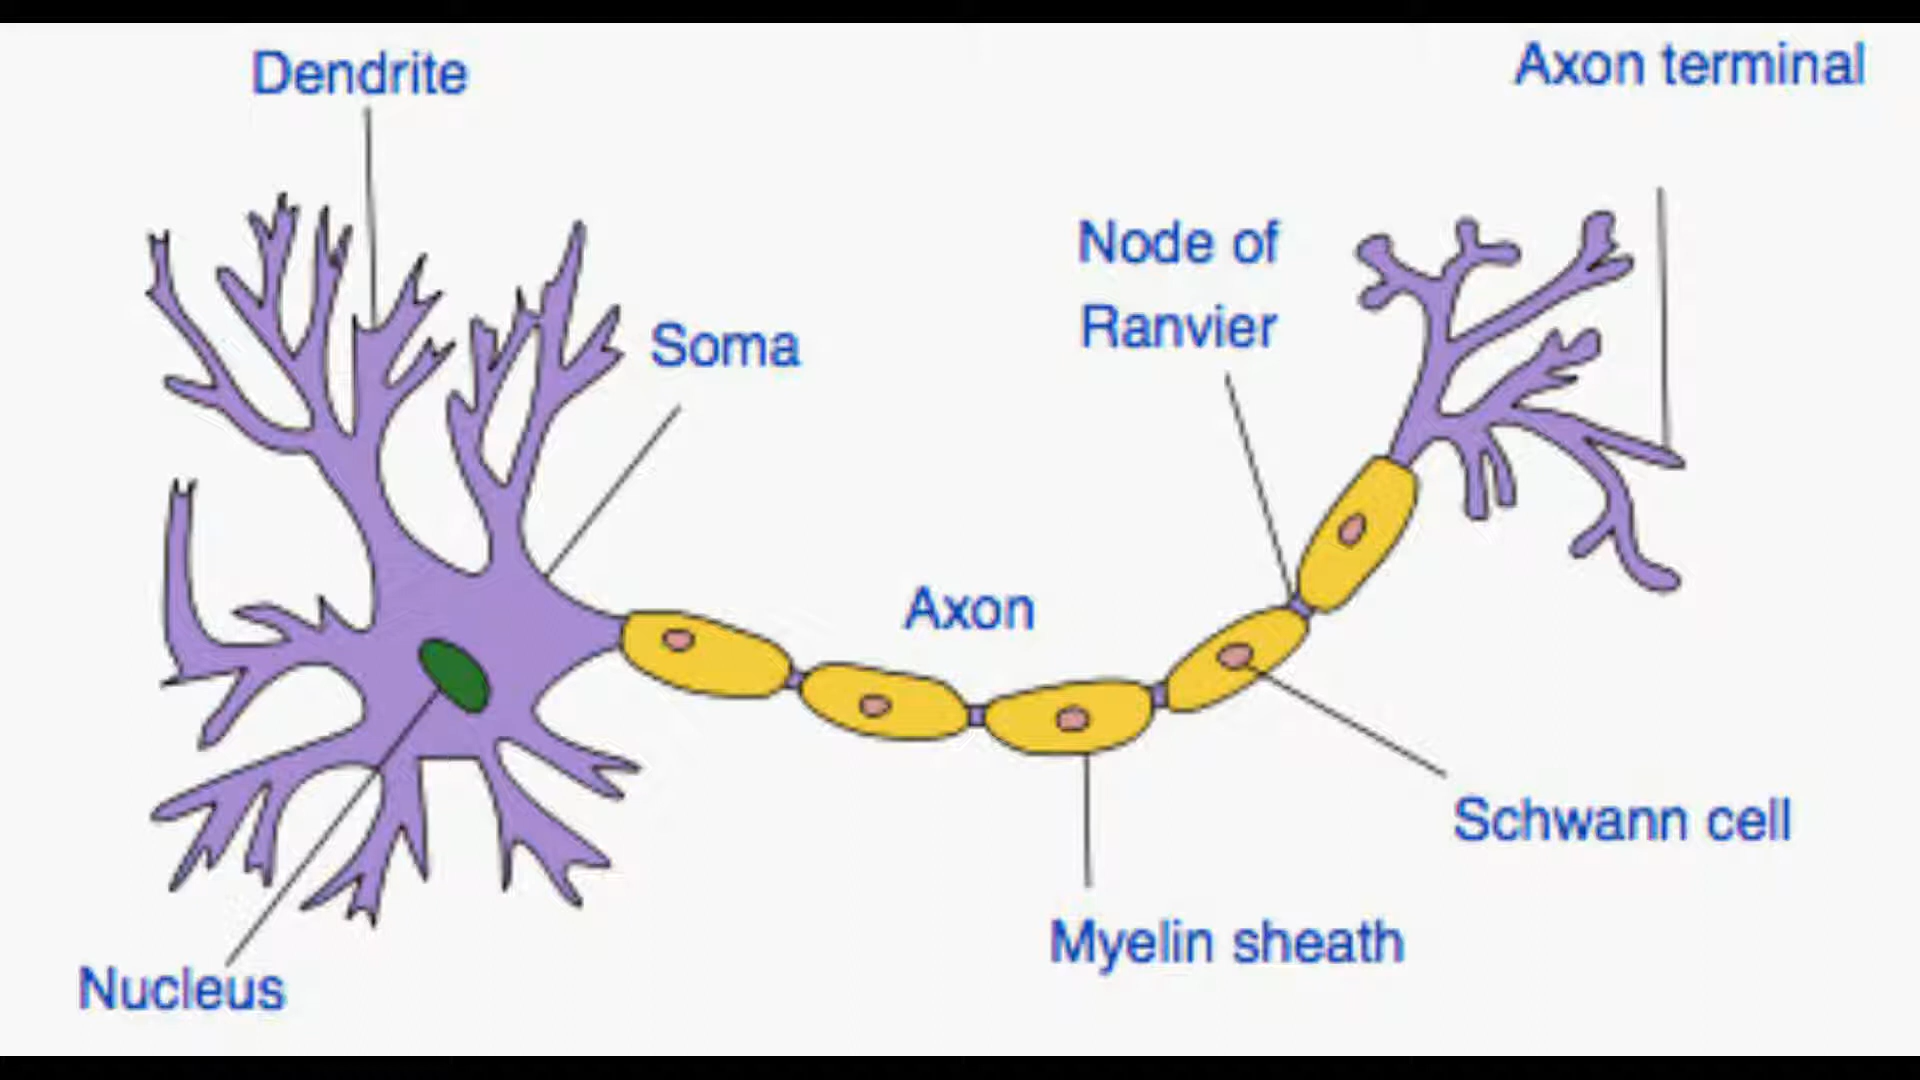 Dendrite
Axon terminal
Node of
Ranvier
Soma
Axon
Schwann cell
Myelin sheath
Nucleus